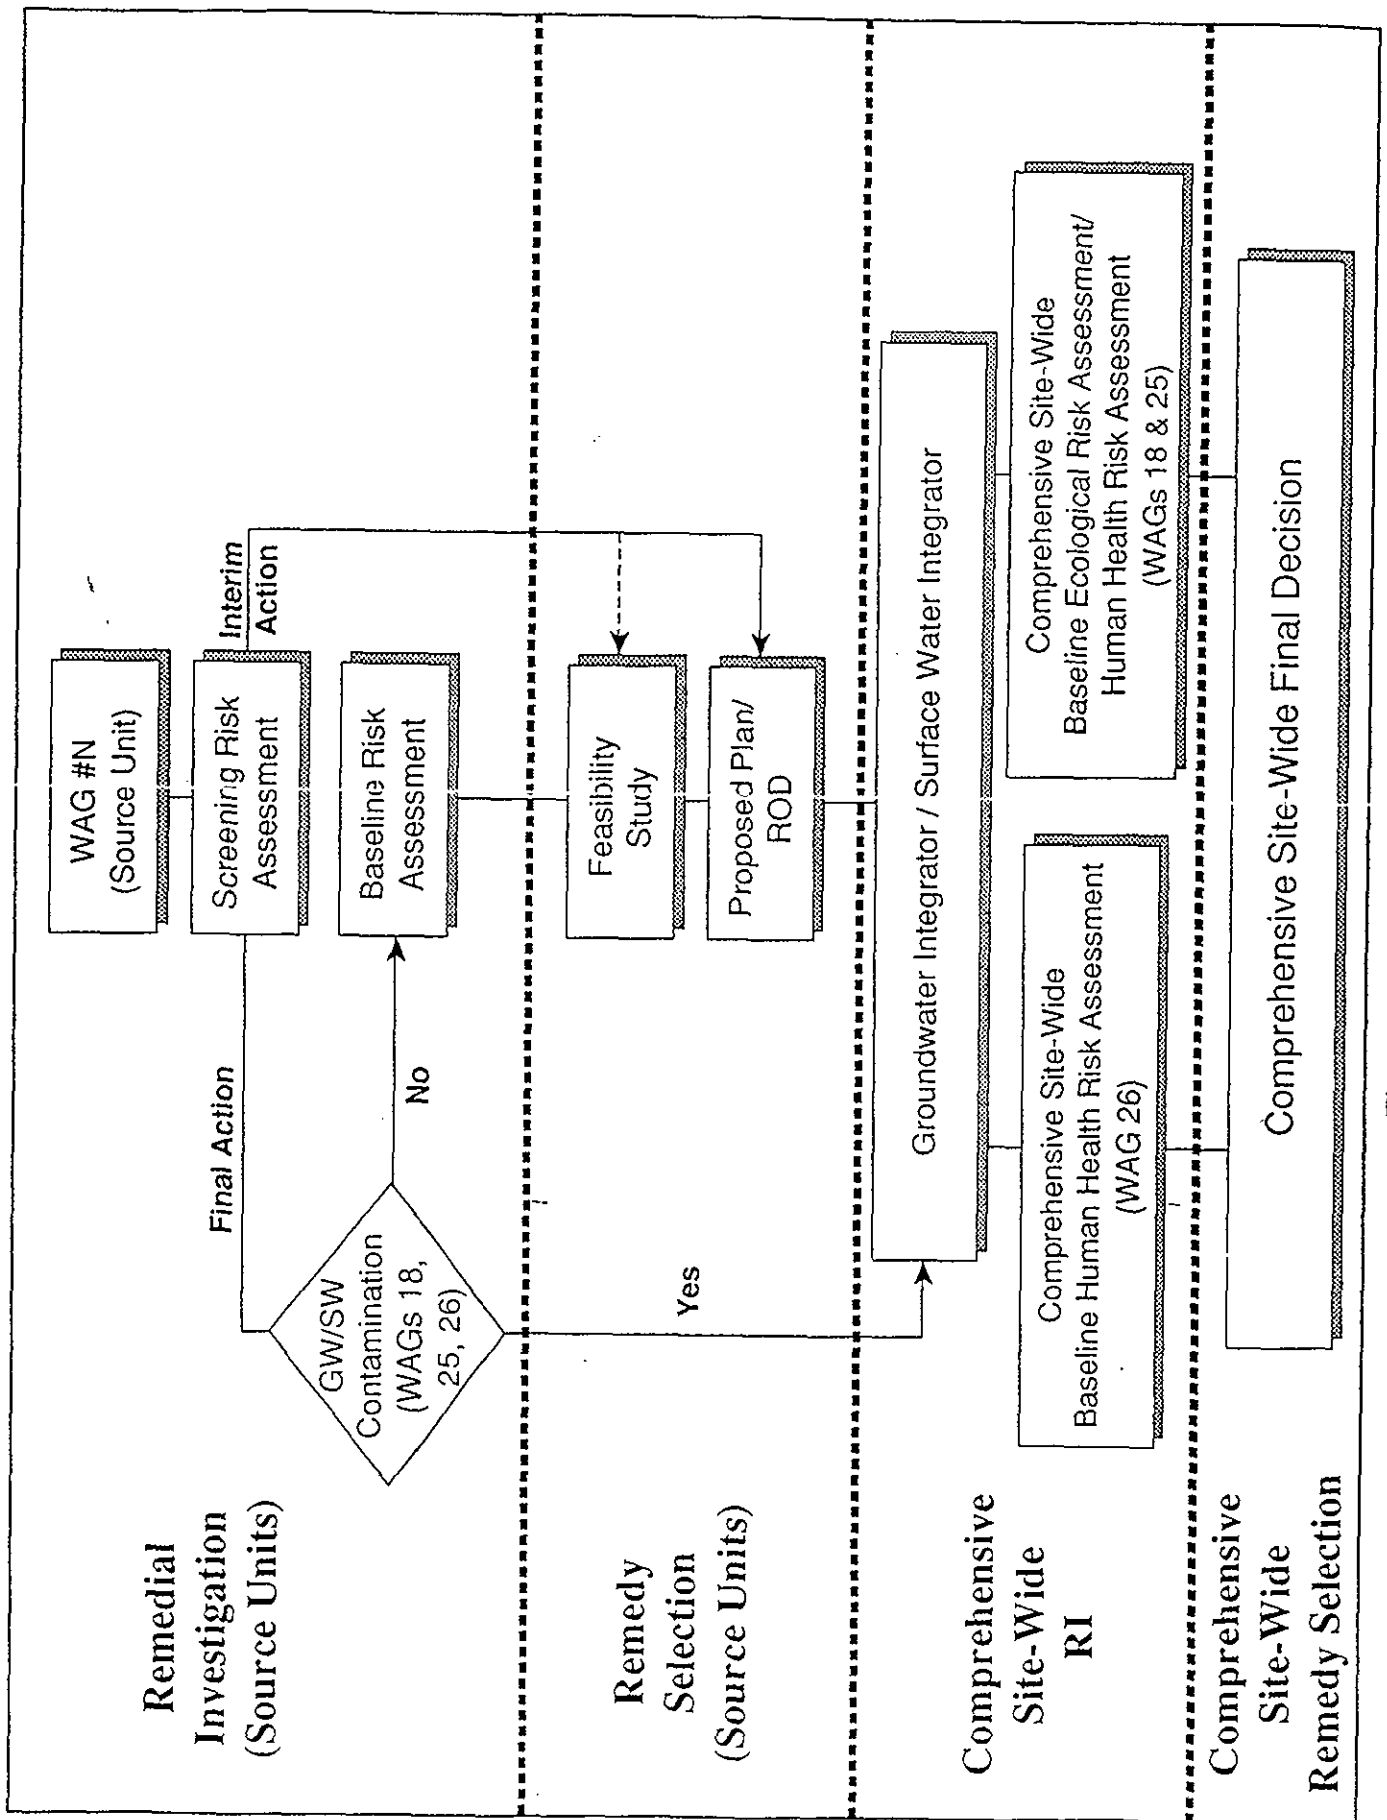 Remedial
Investigation
(Source Units)
WAG #N
(Source Unit)
Screening Risk
Assessment
Final Action
Interim
Action
GW/SW
Contamination
(WAGs 18,
25, 26)
No
Baseline Risk
Assessment
Remedy
Selection
(Source Units)
Yes
Feasibility
Study
Proposed Plan/
ROD
Comprehensive
Site-Wide
RI
Groundwater Integrator / Surface Water Integrator
Comprehensive Site-Wide
Baseline Human Health Risk Assessment
(WAG 26)
Comprehensive Site-Wide
Baseline Ecological Risk Assessment/
Human Health Risk Assessment
(WAGs 18 & 25)
Comprehensive
Site-Wide
Remedy Selection
Comprehensive Site-Wide Final Decision